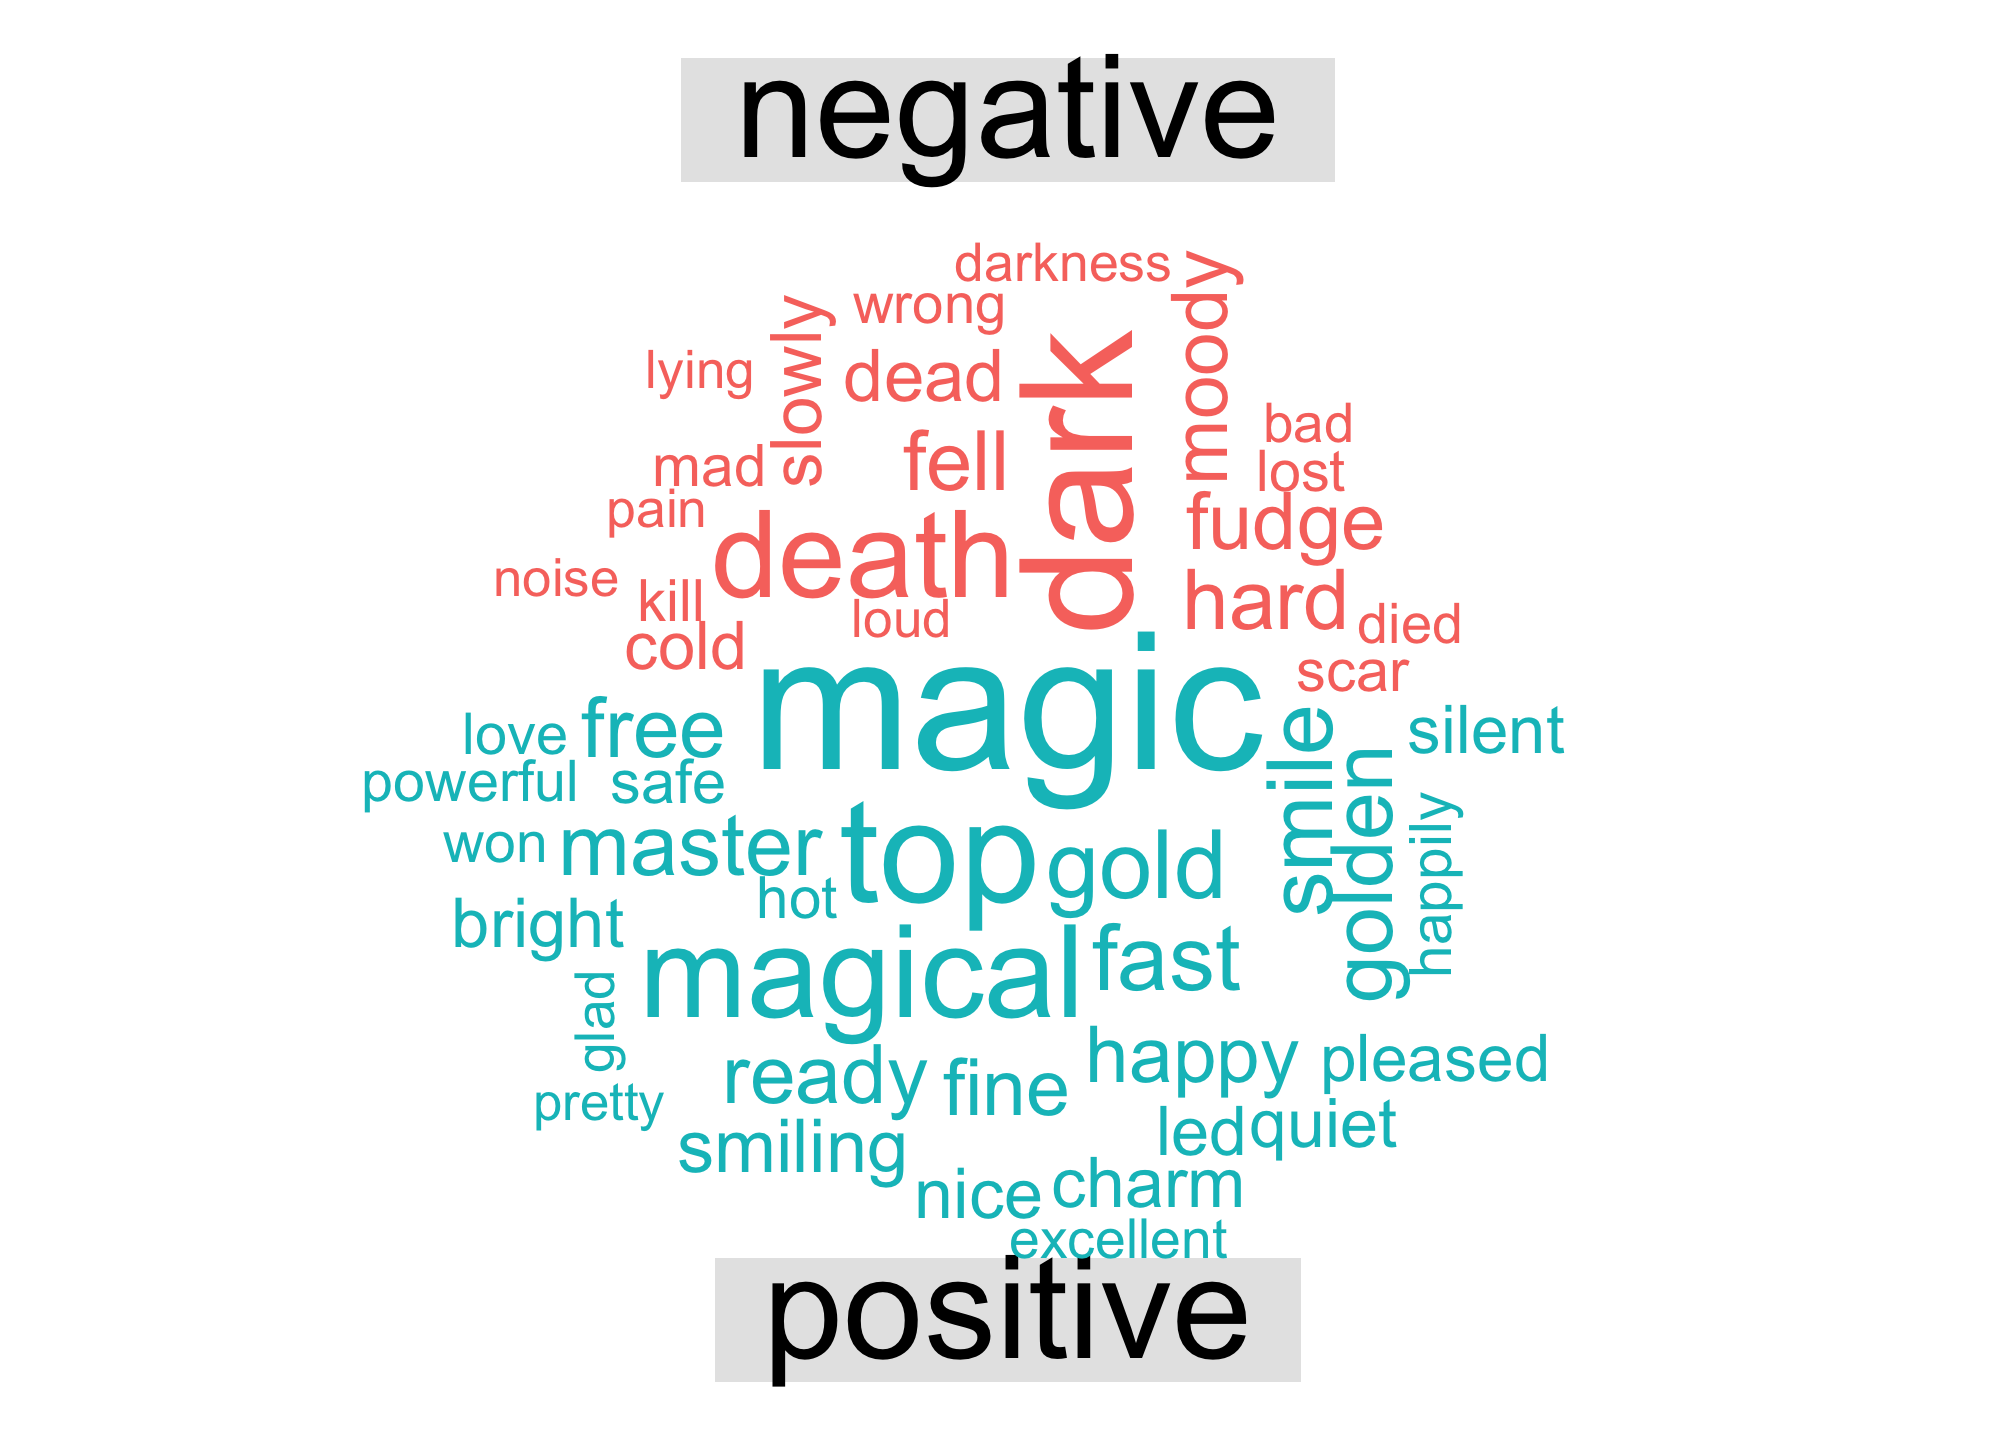 negative
darkness
wrong
moody
slowly
lying
dead
dark
bad
mad
fell
lost
pain
death
fudge
noise
kill
loud
hard
died
cold
scar
magic
love
free
smile
silent
powerful
safe
golden
happily
won
master
top
gold
hot
bright
magical
fast
glad
ready
fine
happy
pleased
pretty
smiling
led
quiet
nice
charm
excellent
positive